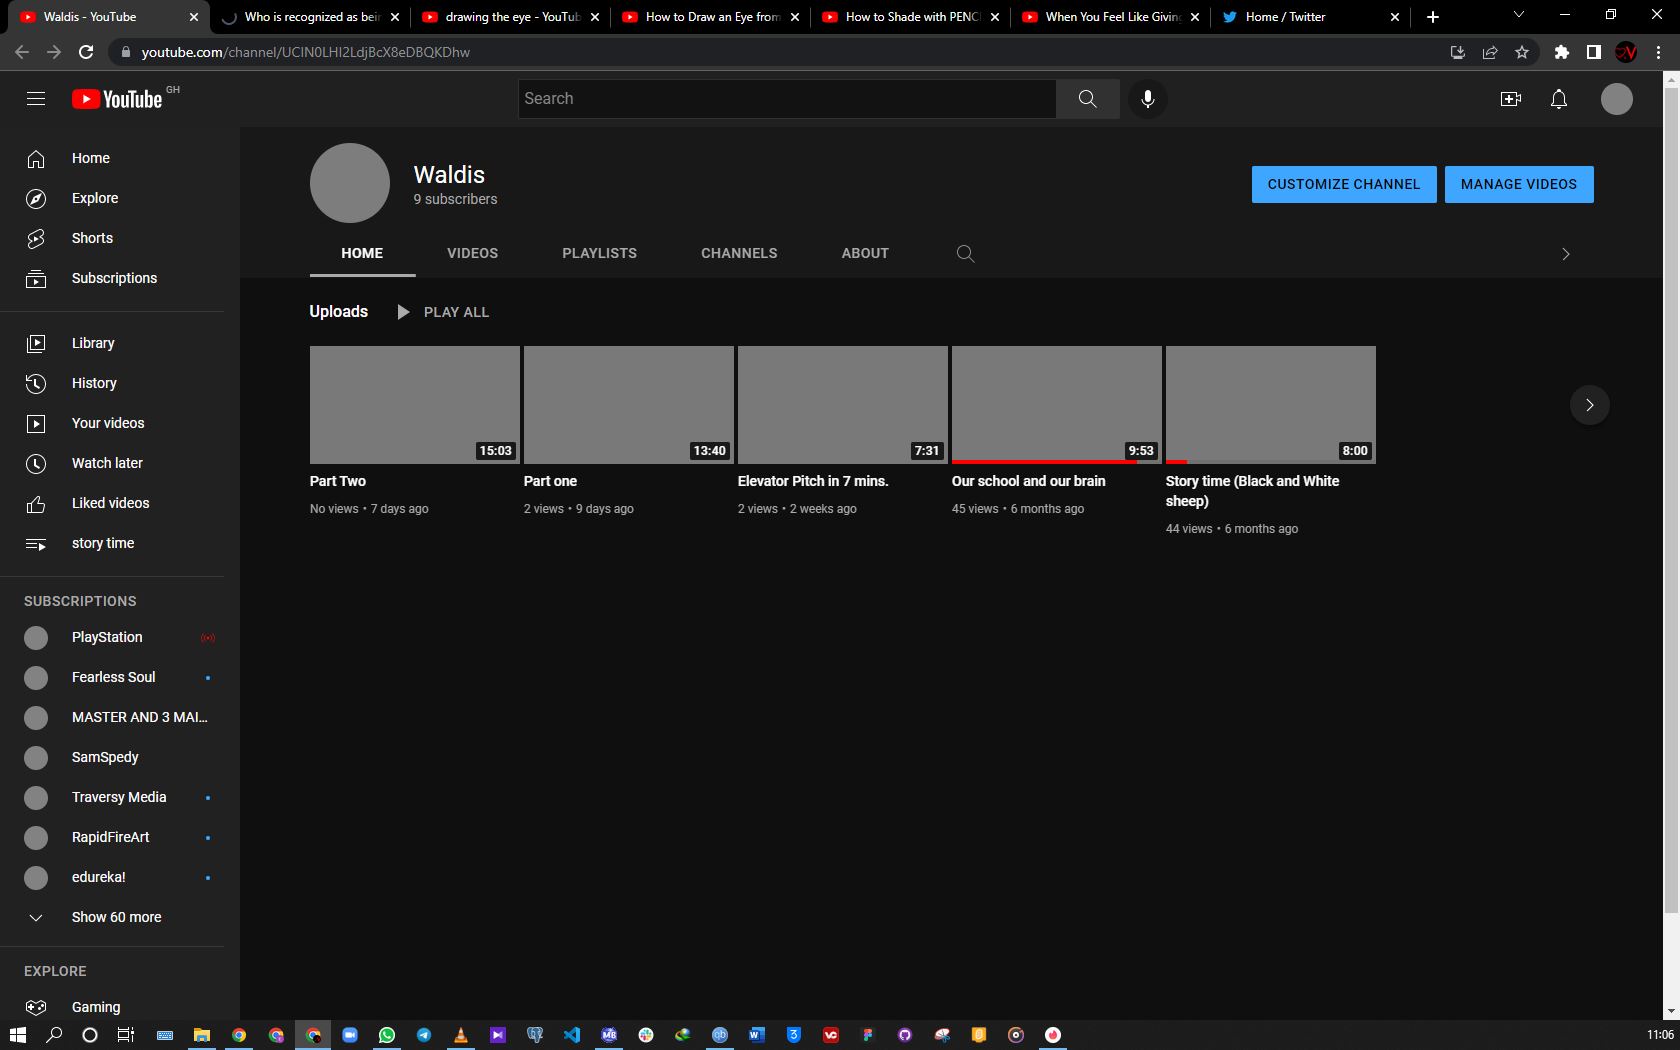 Waldis - YouTube
Who is recognized as bein
drawing the eye - YouTub
How to Draw an Eye from
How to Shade with PENC
When You Feel Like Giving
Home / Twitter
youtube.com/channel/UCIN0LHI2LdjBcX8eDBQKDhw
YouTube GH
Search
Home
Explore
Shorts
Subscriptions
Library
History
Your videos
Watch later
Liked videos
story time
SUBSCRIPTIONS
PlayStation
Fearless Soul
MASTER AND 3 MAI...
SamSpedy
Traversy Media
RapidFireArt
edureka!
Show 60 more
EXPLORE
Gaming
Waldis
9 subscribers
CUSTOMIZE CHANNEL
MANAGE VIDEOS
HOME
VIDEOS
PLAYLISTS
CHANNELS
ABOUT
Uploads
PLAY ALL
15:03
Part Two
No views • 7 days ago
13:40
Part one
2 views • 9 days ago
7:31
Elevator Pitch in 7 mins.
2 views • 2 weeks ago
9:53
Our school and our brain
45 views • 6 months ago
8:00
Story time (Black and White
sheep)
44 views • 6 months ago
11:06